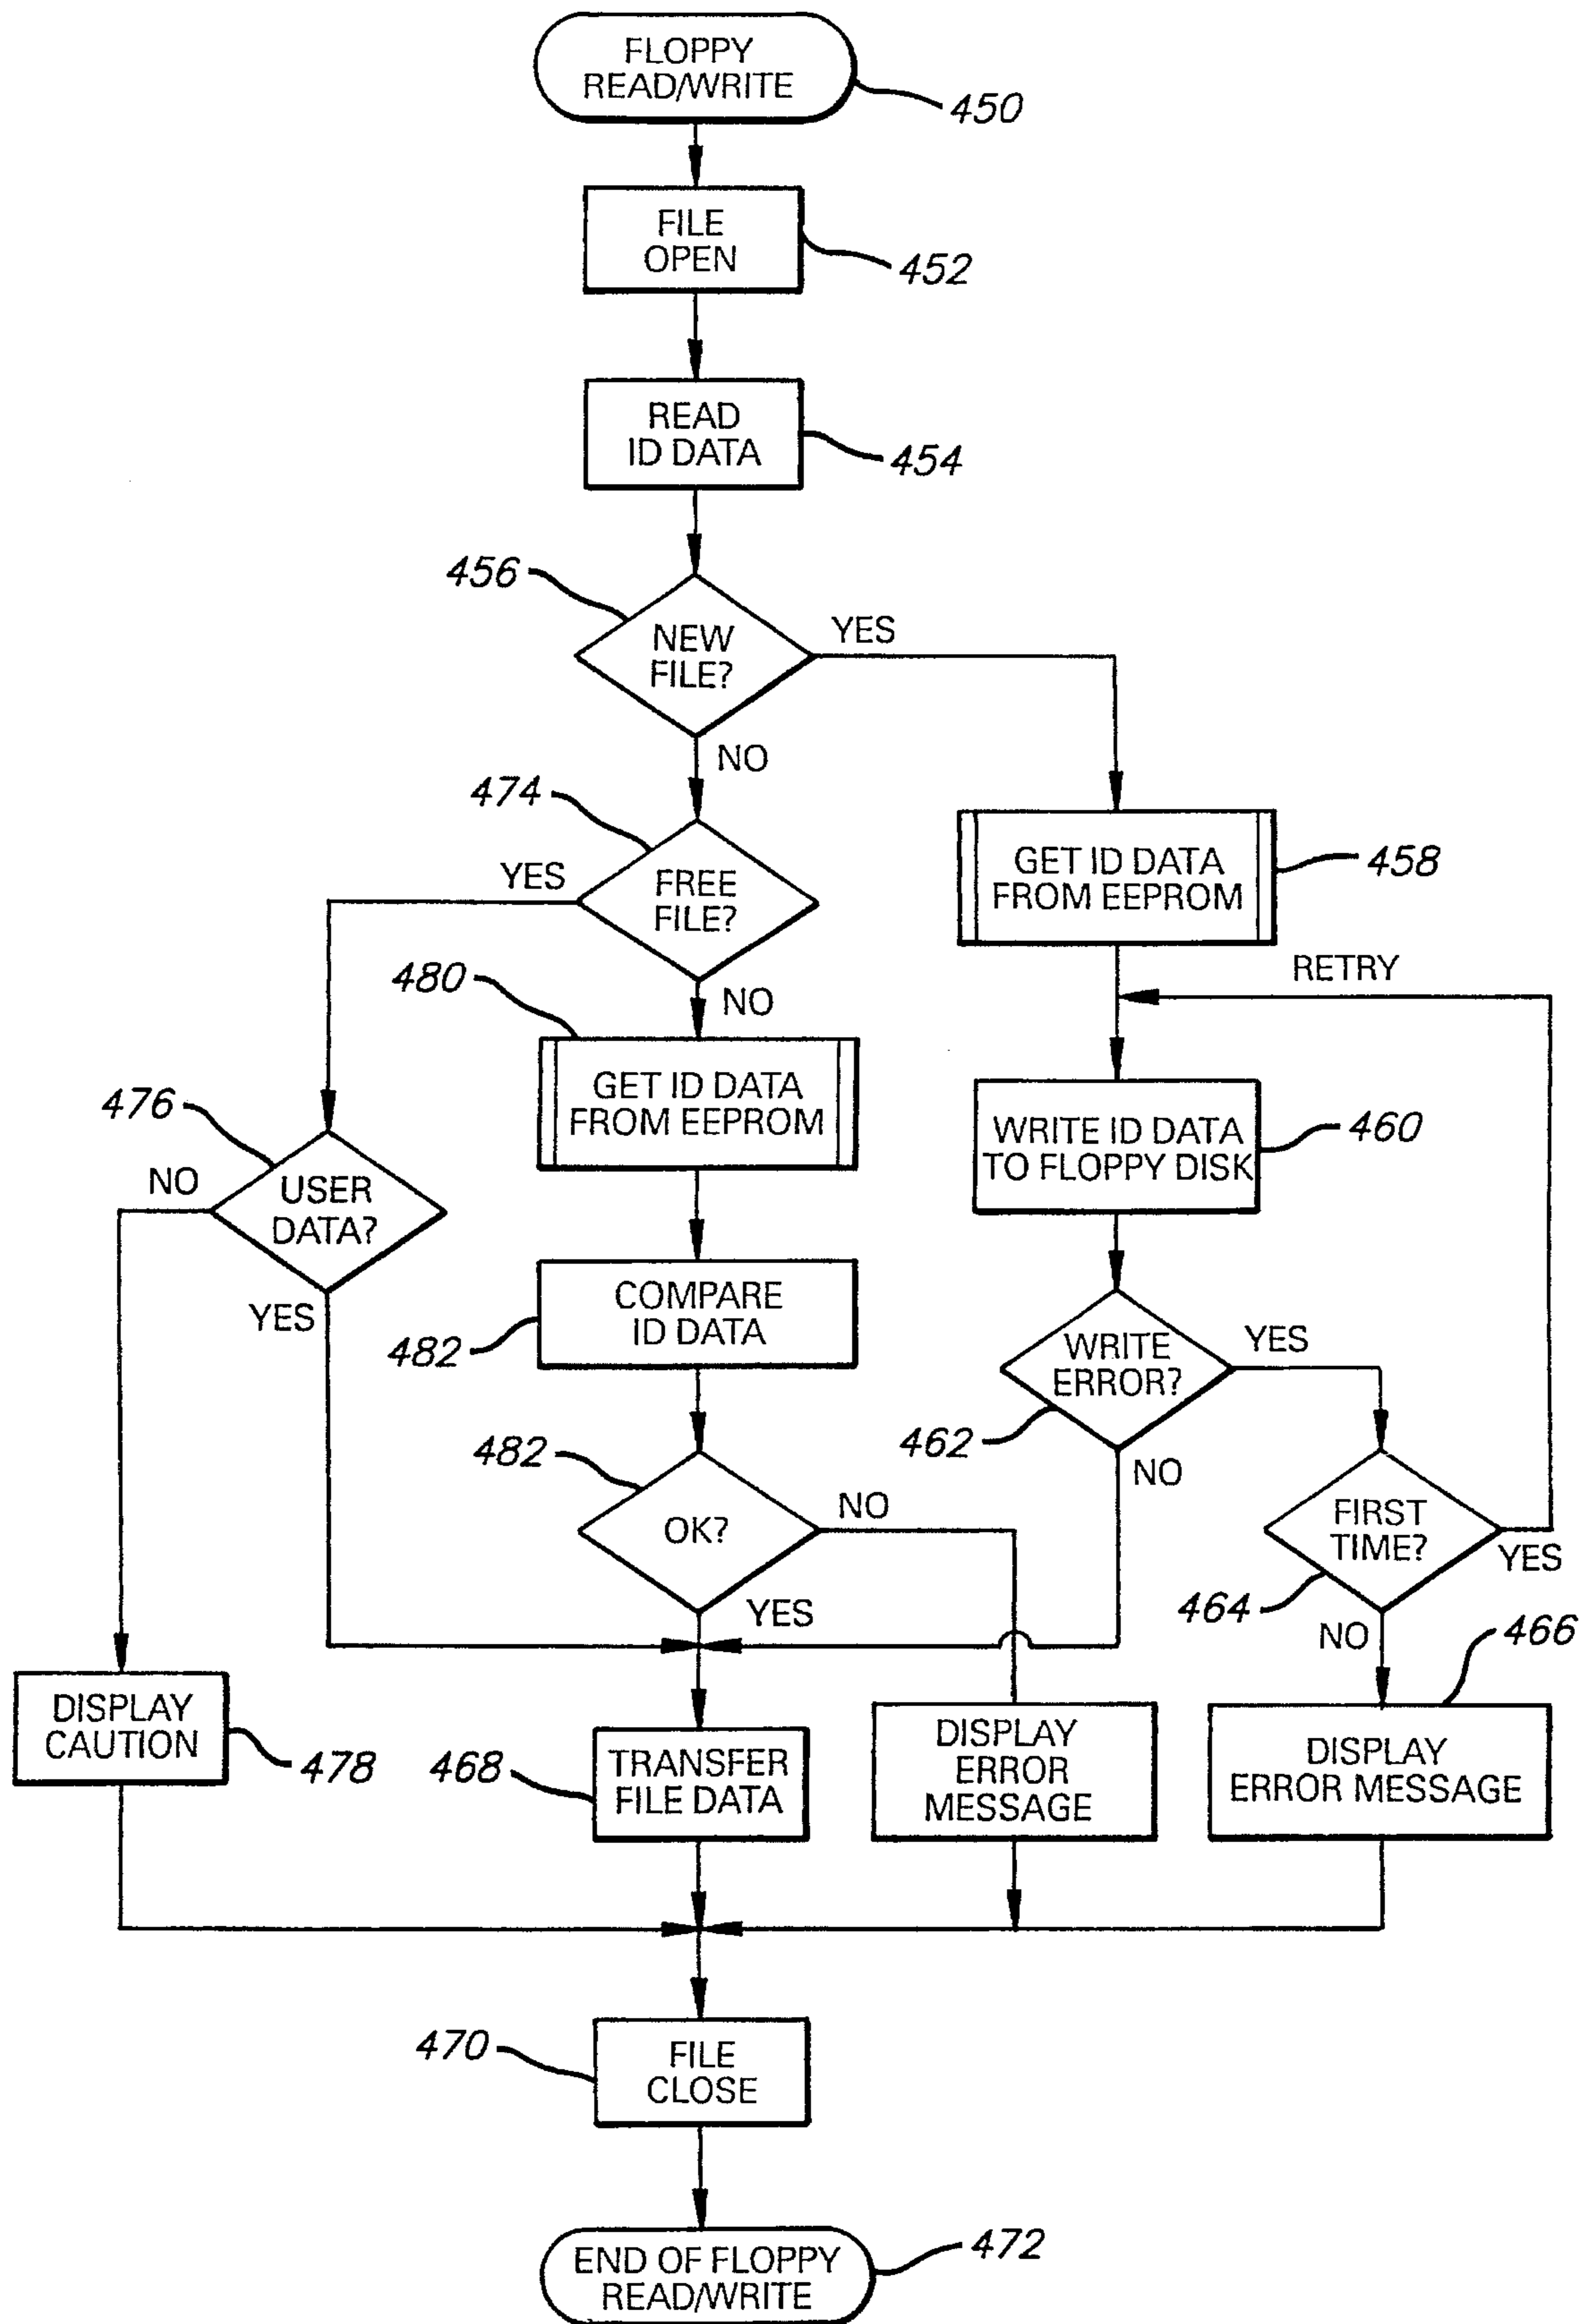 FLOPPY
READ/WRITE
450
FILE
OPEN
452
READ
ID DATA
454
456
NEW
FILE?
YES
NO
474
YES
FREE
FILE?
GET ID DATA
FROM EEPROM
458
RETRY
480
NO
GET ID DATA
FROM EEPROM
476
NO
USER
DATA?
YES
WRITE ID DATA
TO FLOPPY DISK
460
COMPARE
ID DATA
482
WRITE
ERROR?
YES
462
NO
482
OK?
NO
YES
FIRST
TIME?
YES
464
NO
466
DISPLAY
CAUTION
478
468
TRANSFER
FILE DATA
DISPLAY
ERROR
MESSAGE
DISPLAY
ERROR MESSAGE
470
FILE
CLOSE
END OF FLOPPY
READ/WRITE
472